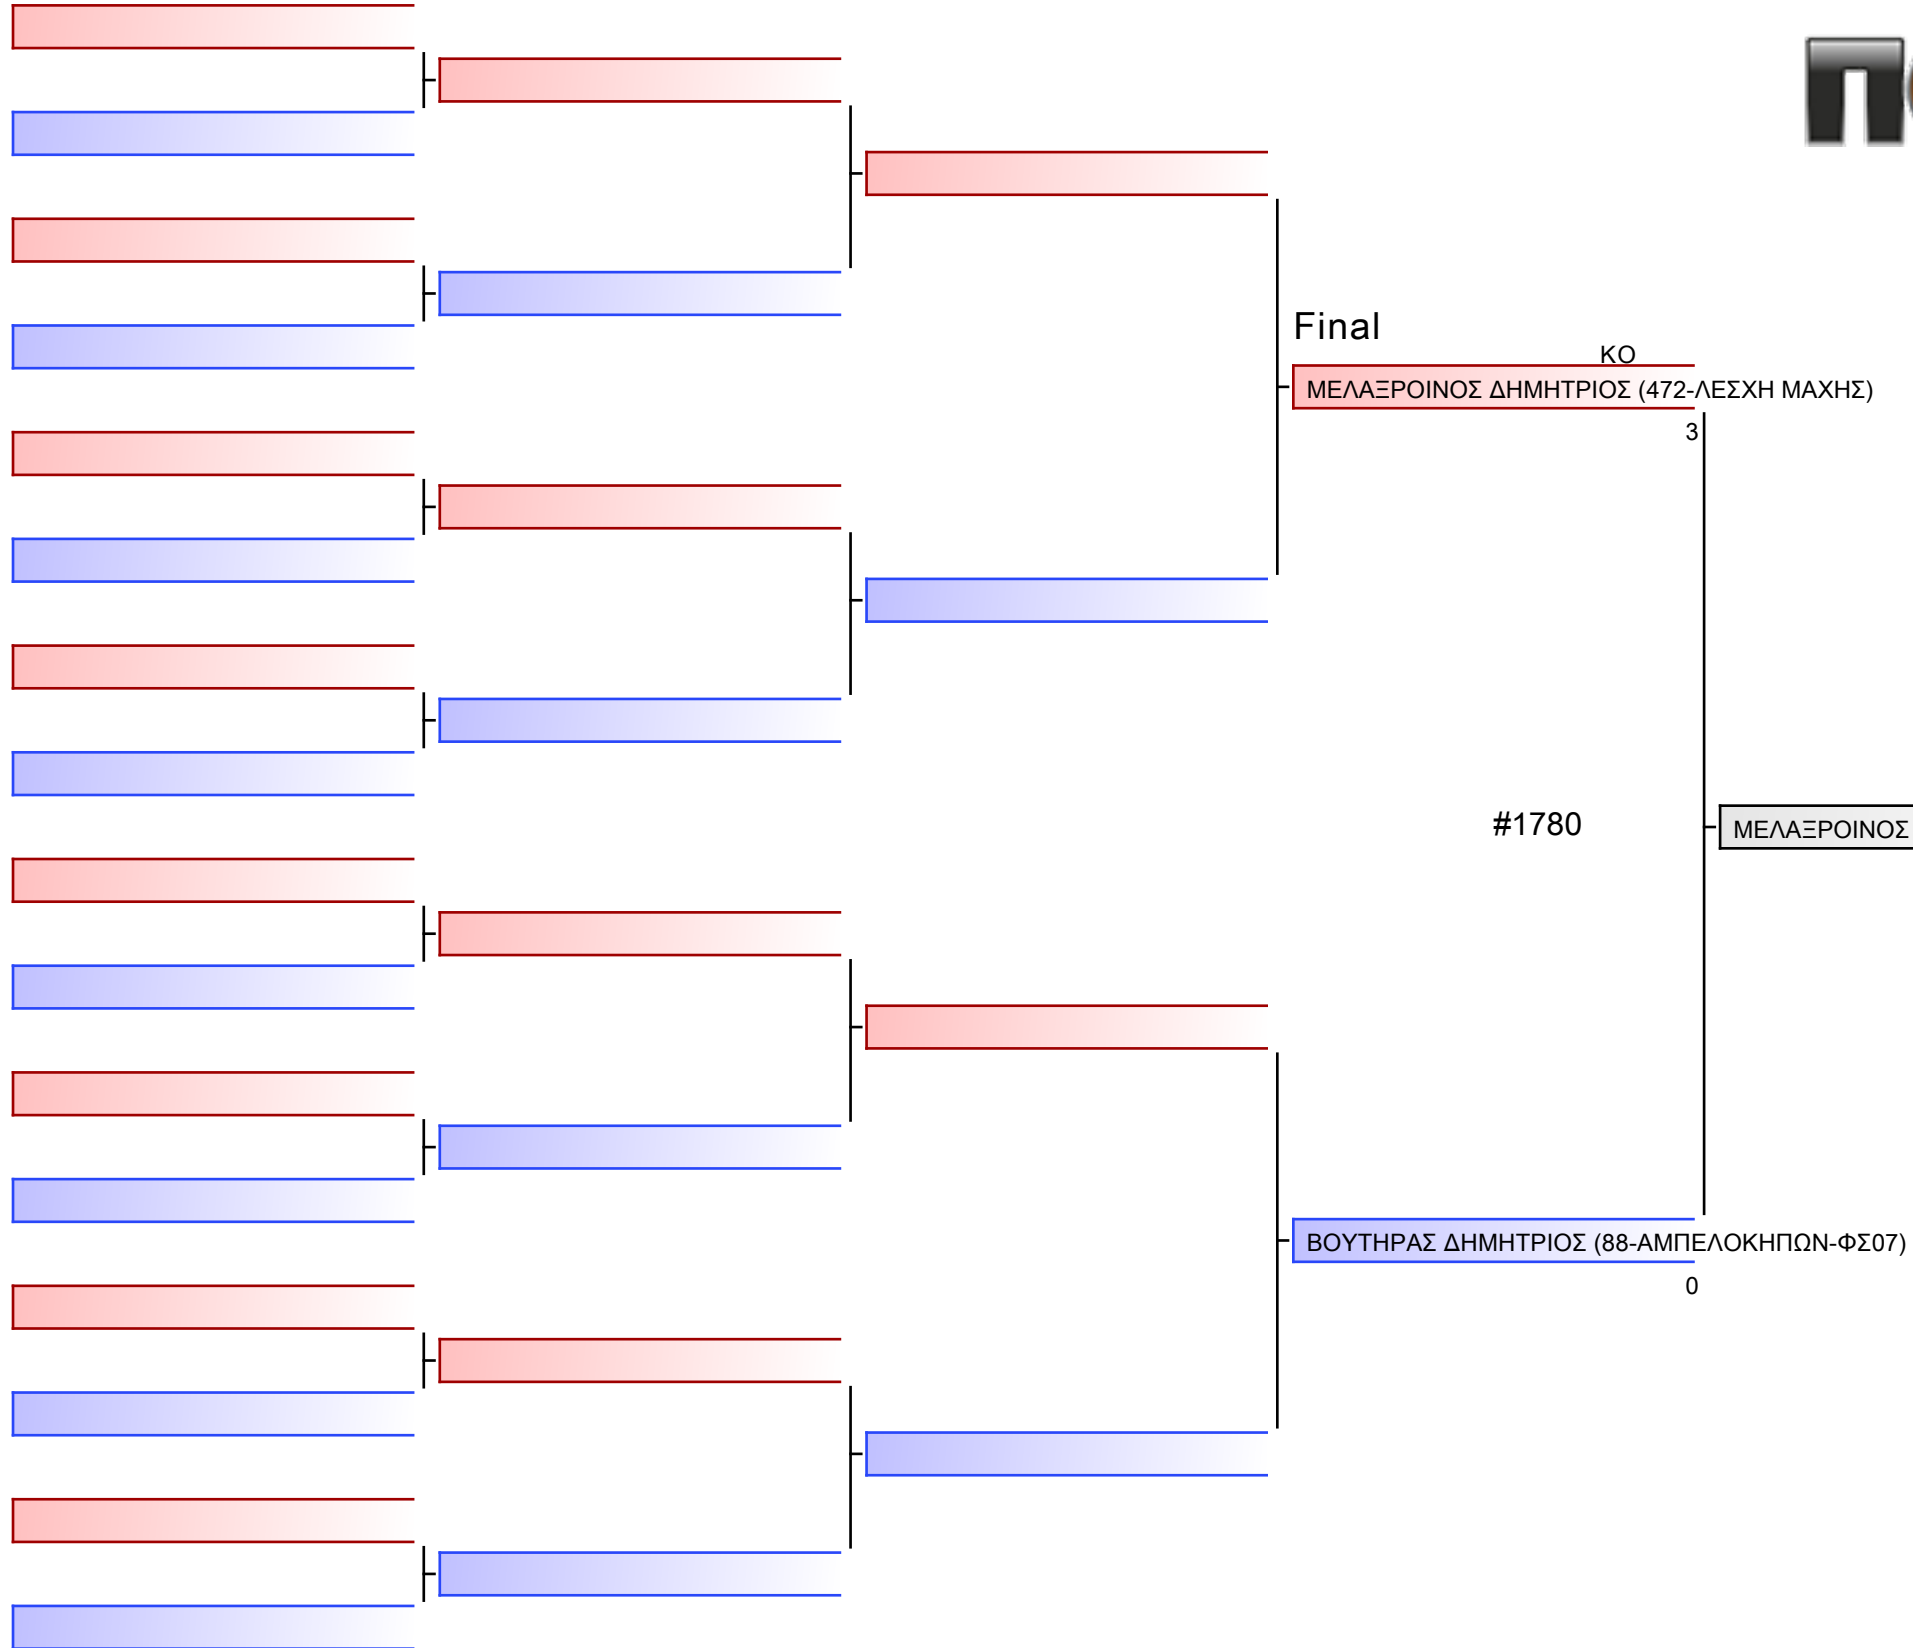 Final
KO
ΜΕΛΑΞΡΟΙΝΟΣ ΔΗΜΗΤΡΙΟΣ (472-ΛΕΣΧΗ ΜΑΧΗΣ)
3
#1780
ΜΕΛΑΞΡΟΙΝΟΣ
ΒΟΥΤΗΡΑΣ ΔΗΜΗΤΡΙΟΣ (88-ΑΜΠΕΛΟΚΗΠΩΝ-ΦΣ07)
0